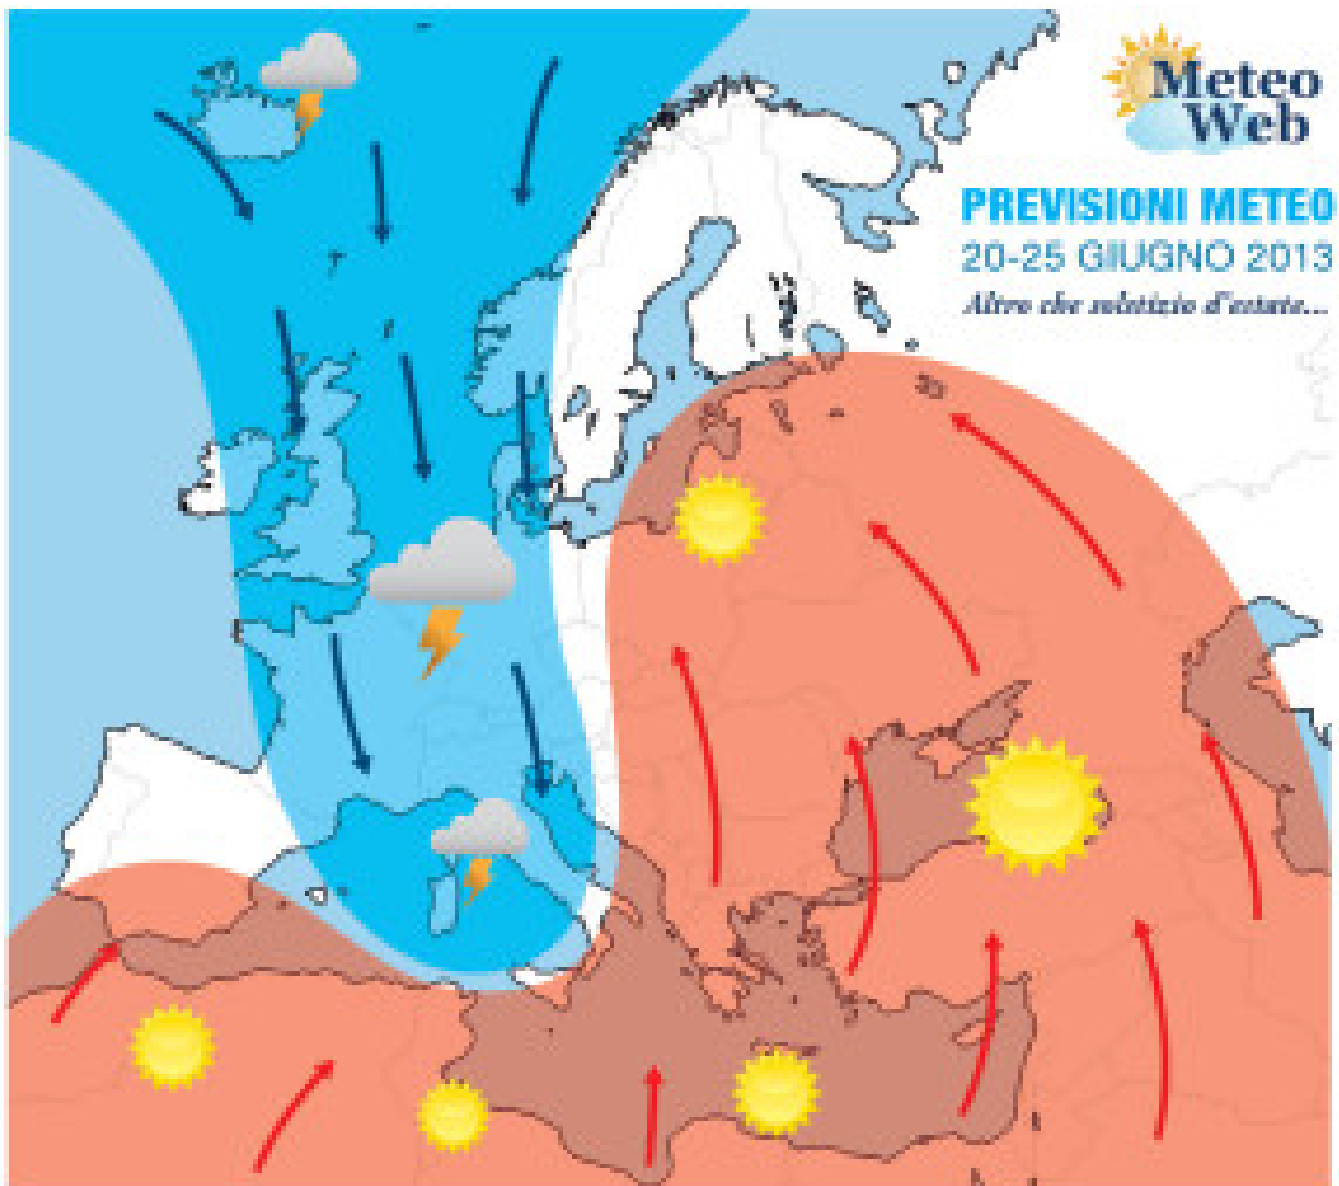 Meteo
Web
PREVISIONI METEO
20-25 GIUGNO 2013
Altro che solstizio d'estate...